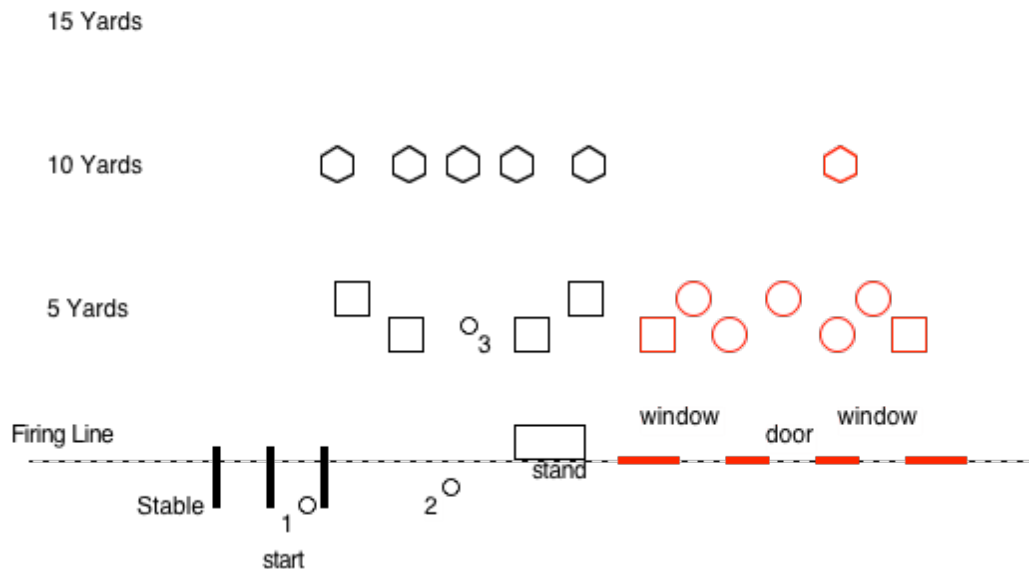 15 Yards
10 Yards
5 Yards
3
window
window
Firing Line
door
stand
Stable
1
2
start